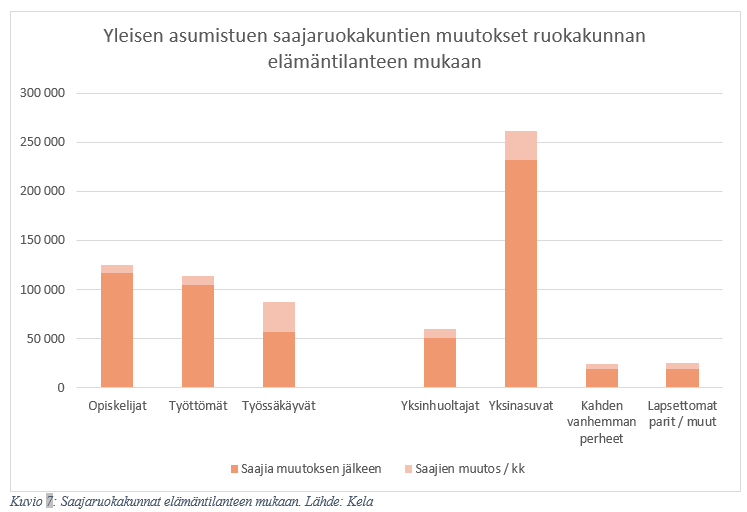 Yleisen asumistuen saajaruokakuntien muutokset ruokakunnan
elämäntilanteen mukaan
300 000
250 000
200 000
150 000
100 000
50 000
0
Opiskelijat Työttömät Työssäkäyvät Yksinhuoltajat Yksinasuvat Kahden Lapsettomat
vanhemman parit / muut
perheet
Saajia muutoksen jälkeen Saajien muutos / kk
Kuvio 7: Saajaruokakunnat elämäntilanteen mukaan. Lähde: Kela